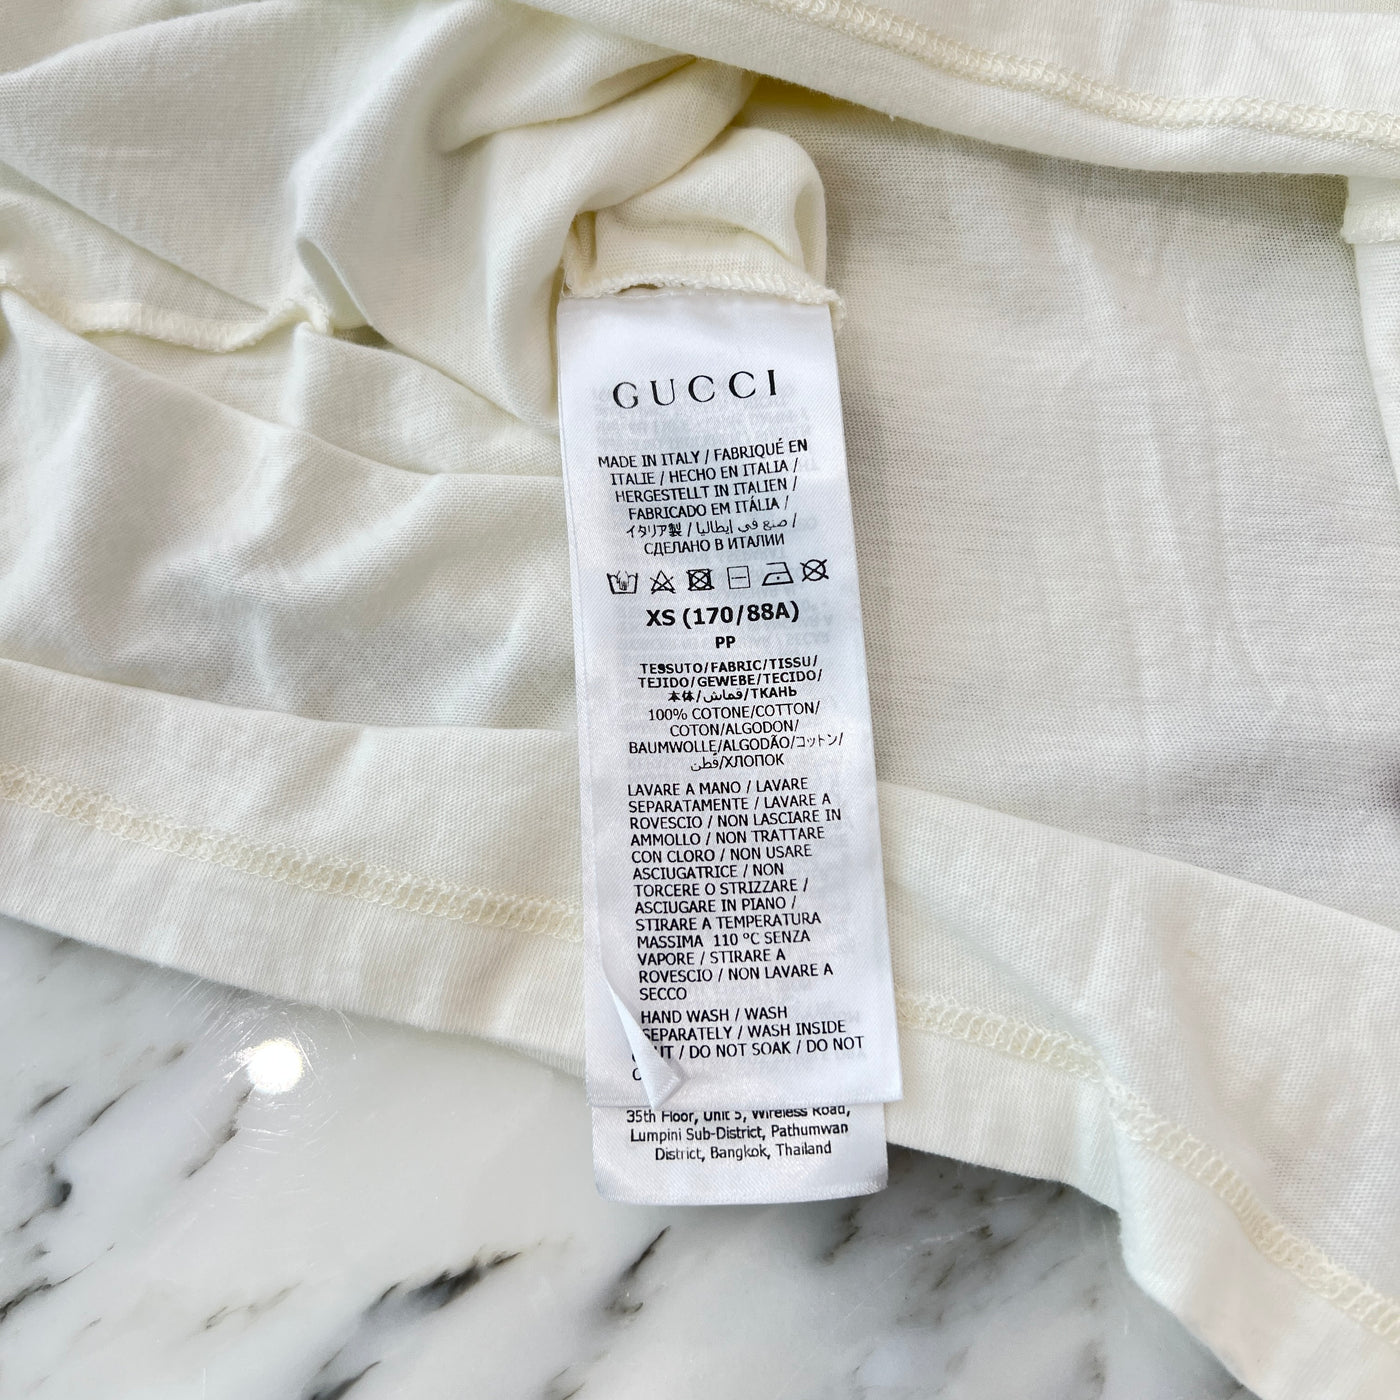 GUCCI
MADE IN ITALY / FABRIQUÉ EN
ITALIE / HECHO EN ITALIA /
HERGESTELLT IN ITALIEN /
FABRICADO EM ITÁLIA /
イタリア製 / صنع في إيطاليا /
СДЕЛАНО В ИТАЛИИ
XS (170/88A)
PP
TESSUTO/FABRIC/TISSU/
TEJIDO/GEWEBE/TECIDO/
本体/قماش/ТКАНЬ
100% COTONE/COTTON/
COTON/ALGODON/
BAUMWOLLE/ALGODÃO/コットン/
قطن/ХЛОПОК
LAVARE A MANO / LAVARE
SEPARATAMENTE / LAVARE A
ROVESCIO / NON LASCIARE IN
AMMOLLO / NON TRATTARE
CON CLORO / NON USARE
ASCIUGATRICE / NON
TORCERE O STRIZZARE /
ASCIUGARE IN PIANO /
STIRARE A TEMPERATURA
MASSIMA 110 °C SENZA
VAPORE / STIRARE A
ROVESCIO / NON LAVARE A
SECCO
HAND WASH / WASH
SEPARATELY / WASH INSIDE
/ DO NOT SOAK / DO NOT
35th Floor, Unit 5, Wireless Road,
Lumpini Sub-District, Pathumwan
District, Bangkok, Thailand